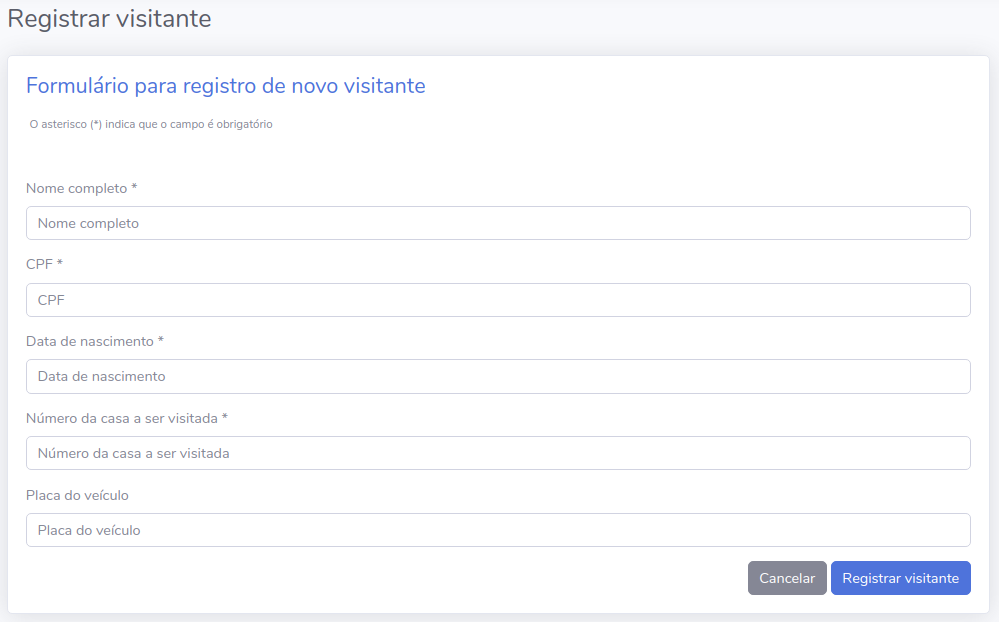 Registrar visitante
Formulário para registro de novo visitante
O asterisco (*) indica que o campo é obrigatório
Nome completo *
Nome completo
CPF *
CPF
Data de nascimento *
Data de nascimento
Número da casa a ser visitada *
Número da casa a ser visitada
Placa do veículo
Placa do veículo
Cancelar Registrar visitante